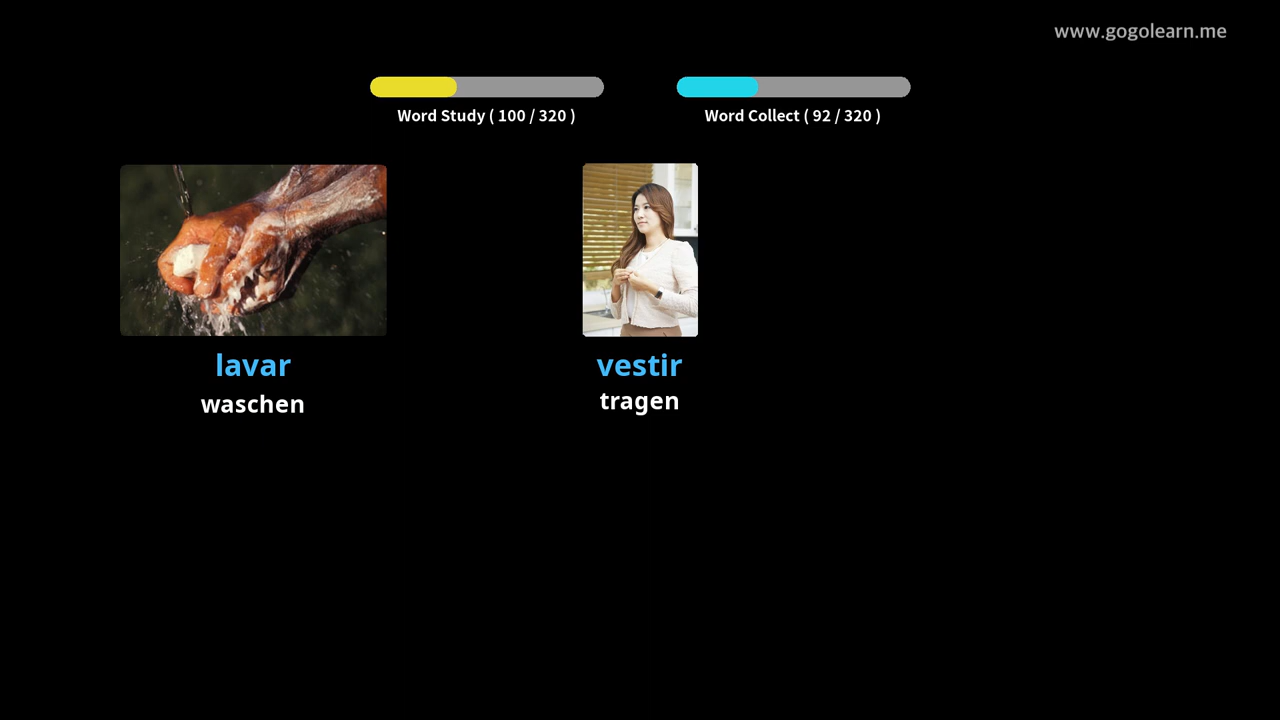 www.gogolearn.me
Word Study ( 100 / 320 )
Word Collect ( 92 / 320 )
lavar
waschen
vestir
tragen